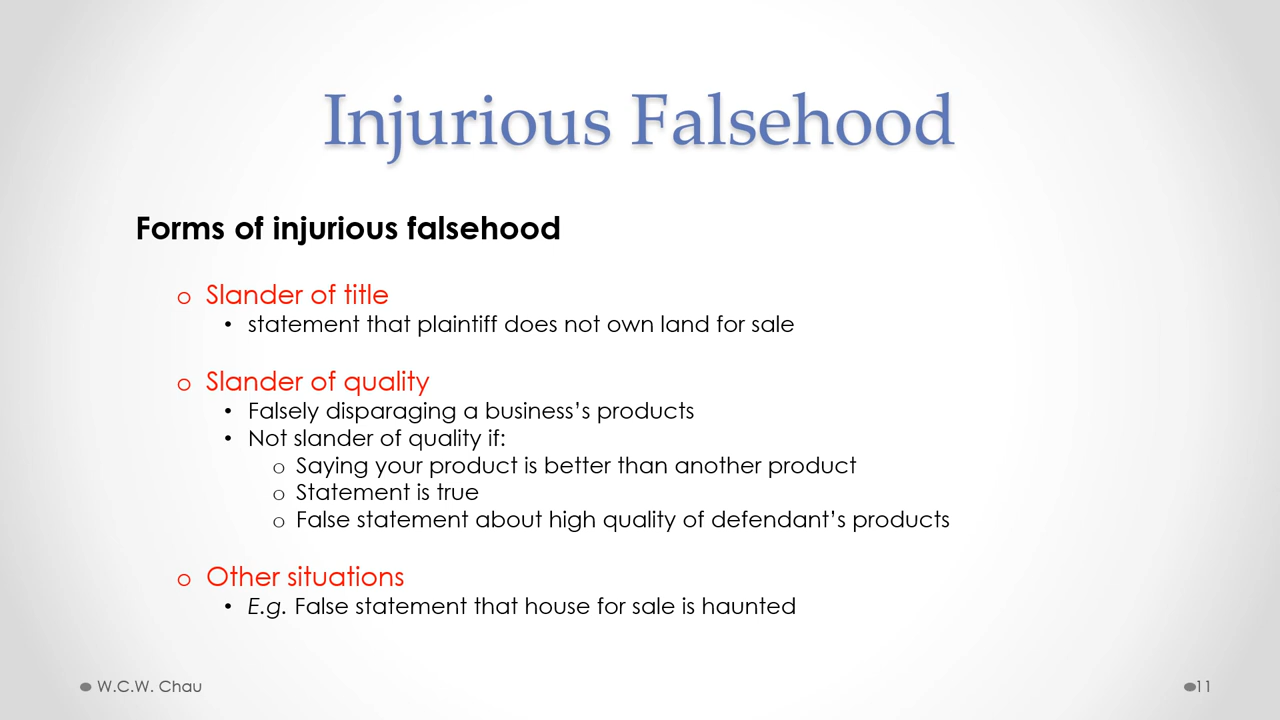 Injurious Falsehood
Forms of injurious falsehood
o Slander of title
• statement that plaintiff does not own land for sale
o Slander of quality
• Falsely disparaging a business’s products
• Not slander of quality if:
o Saying your product is better than another product
o Statement is true
o False statement about high quality of defendant’s products
o Other situations
• E.g. False statement that house for sale is haunted
W.C.W. Chau
11